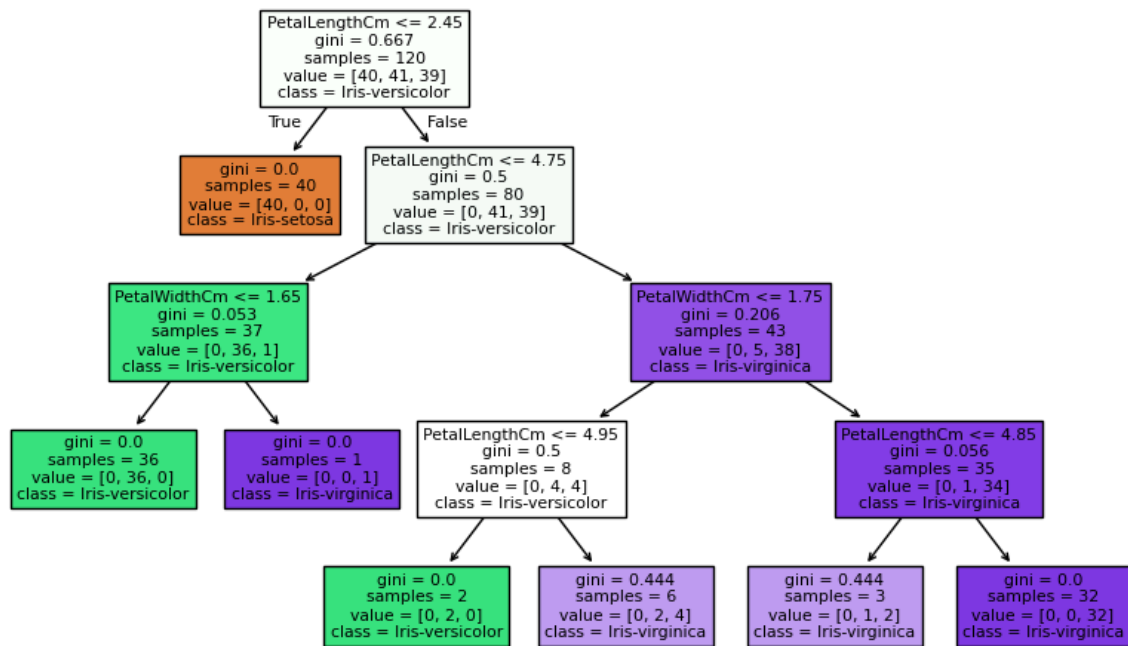 PetalLengthCm <= 2.45
gini = 0.667
samples = 120
value = [40, 41, 39]
class = Iris-versicolor
True
False
gini = 0.0
samples = 40
value = [40, 0, 0]
class = Iris-setosa
PetalLengthCm <= 4.75
gini = 0.5
samples = 80
value = [0, 41, 39]
class = Iris-versicolor
PetalWidthCm <= 1.65
gini = 0.053
samples = 37
value = [0, 36, 1]
class = Iris-versicolor
PetalWidthCm <= 1.75
gini = 0.206
samples = 43
value = [0, 5, 38]
class = Iris-virginica
gini = 0.0
samples = 36
value = [0, 36, 0]
class = Iris-versicolor
gini = 0.0
samples = 1
value = [0, 0, 1]
class = Iris-virginica
PetalLengthCm <= 4.95
gini = 0.5
samples = 8
value = [0, 4, 4]
class = Iris-versicolor
PetalLengthCm <= 4.85
gini = 0.056
samples = 35
value = [0, 1, 34]
class = Iris-virginica
gini = 0.0
samples = 2
value = [0, 2, 0]
class = Iris-versicolor
gini = 0.444
samples = 6
value = [0, 2, 4]
class = Iris-virginica
gini = 0.444
samples = 3
value = [0, 1, 2]
class = Iris-virginica
gini = 0.0
samples = 32
value = [0, 0, 32]
class = Iris-virginica